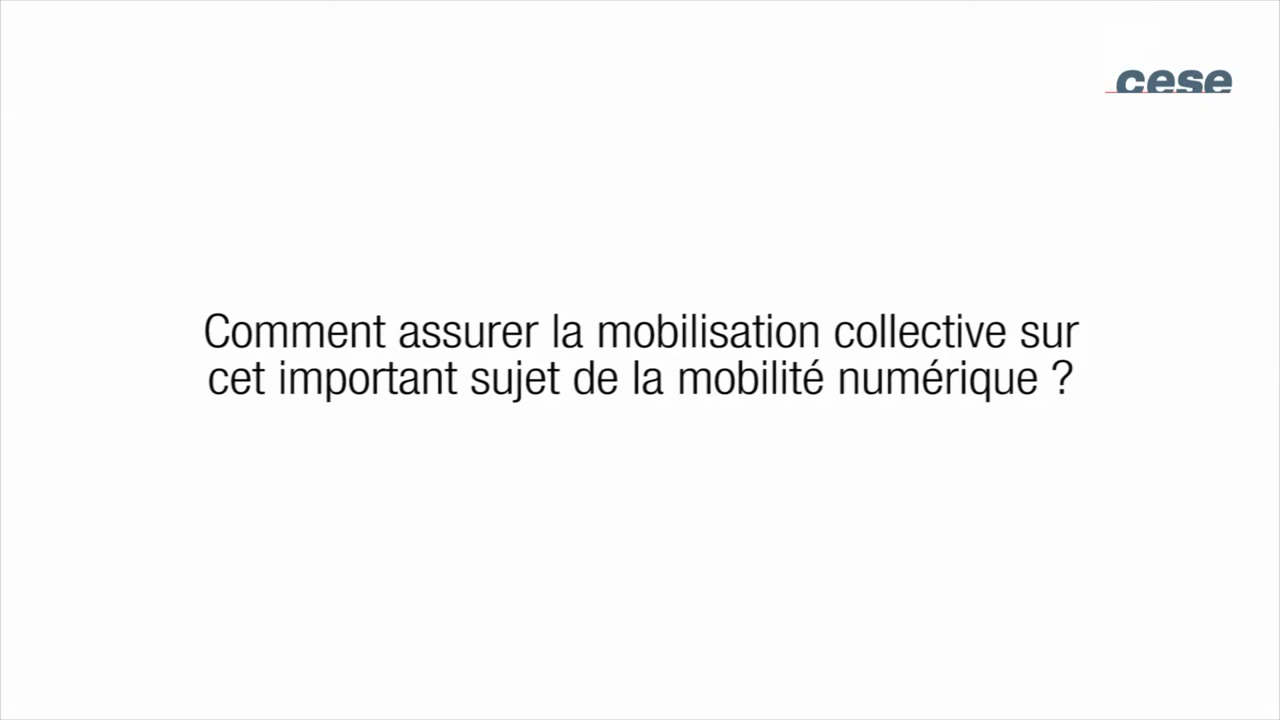 cese
Comment assurer la mobilisation collective sur
cet important sujet de la mobilité numérique ?